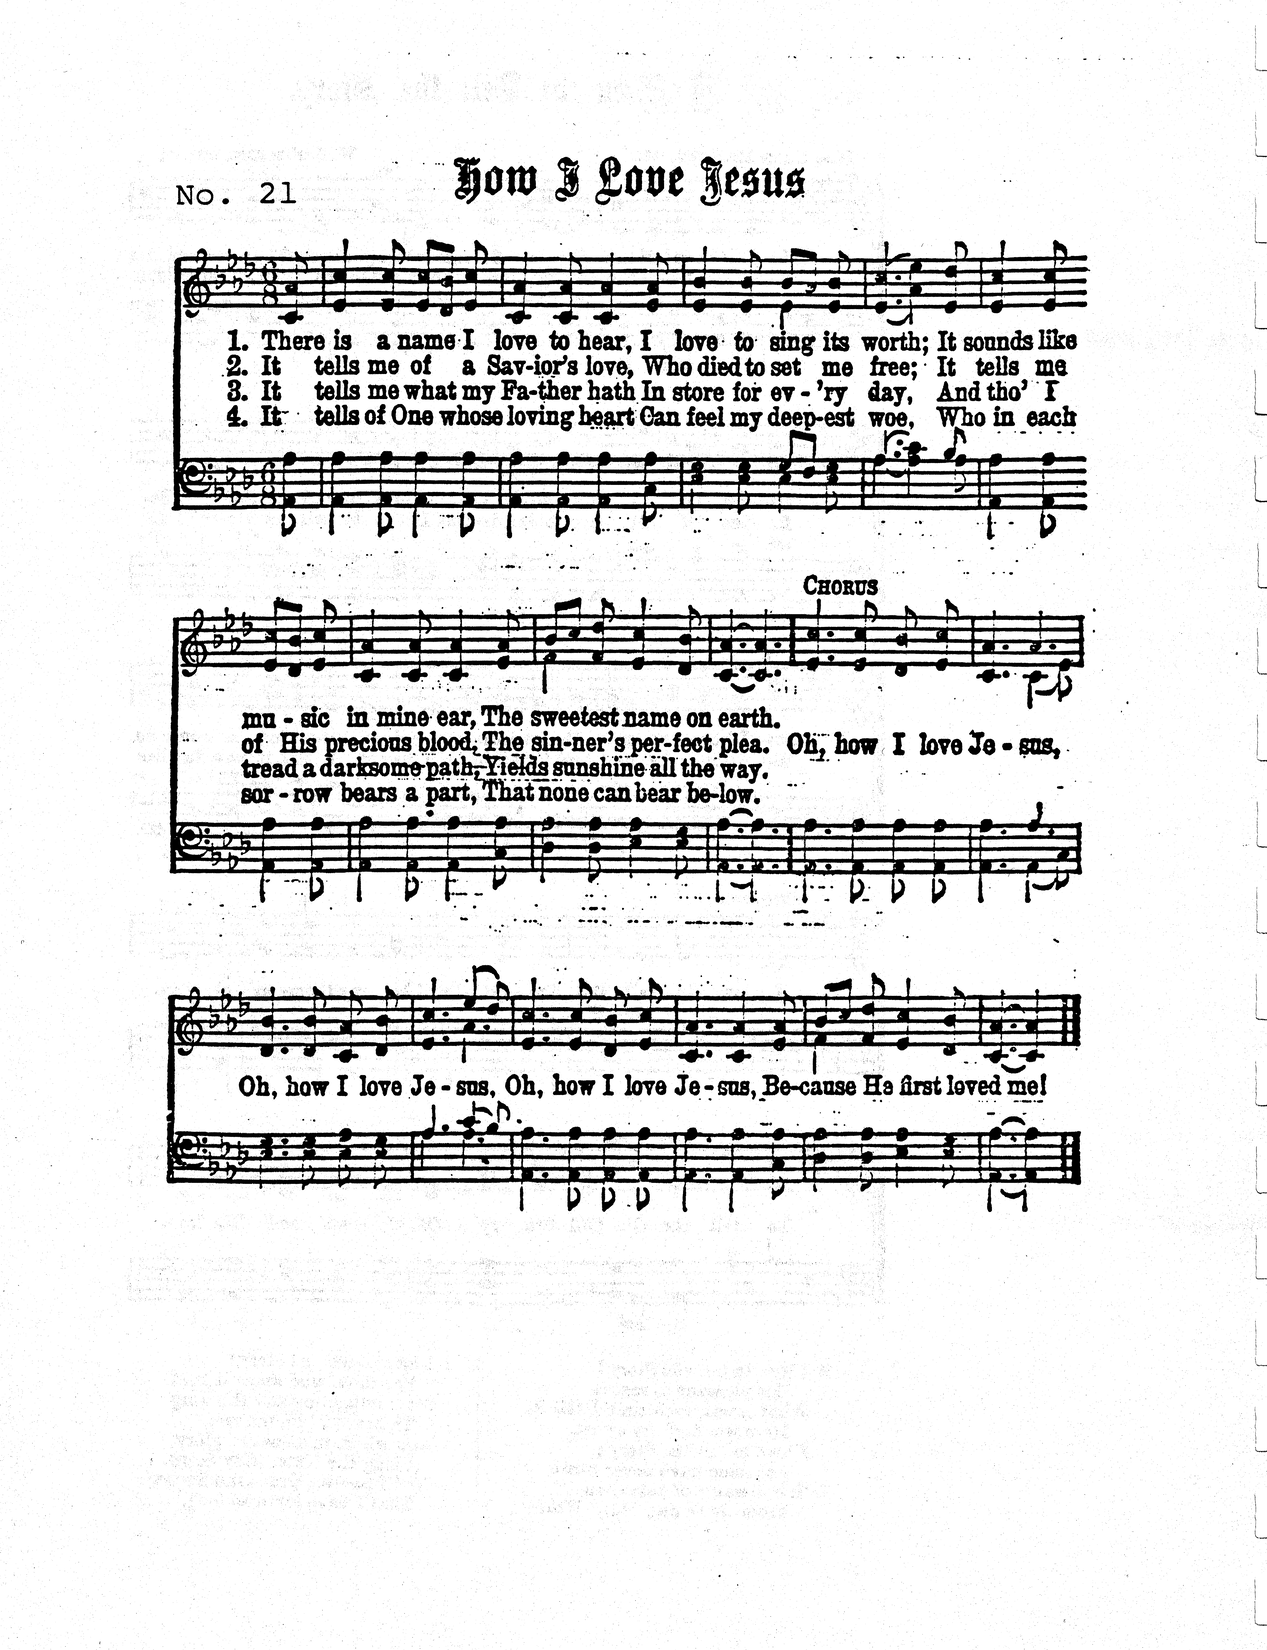 No. 21
How I Love Jesus
1. There is a name I love to hear, I love to sing its worth; It sounds like
2. It tells me of a Sav-ior's love, Who died to set me free; It tells me
3. It tells me what my Fa-ther hath In store for ev-'ry day, And tho' I
4. It tells of One whose loving heart Can feel my deep-est woe, Who in each
CHORUS
mu - sic in mine ear, The sweetest name on earth.
of His precious blood, The sin-ner's per-fect plea. Oh, how I love Je - sus,
tread a darksome path, Yields sunshine all the way.
sor - row bears a part, That none can bear be-low.
Oh, how I love Je - sus, Oh, how I love Je - sus, Be-cause He first loved me!